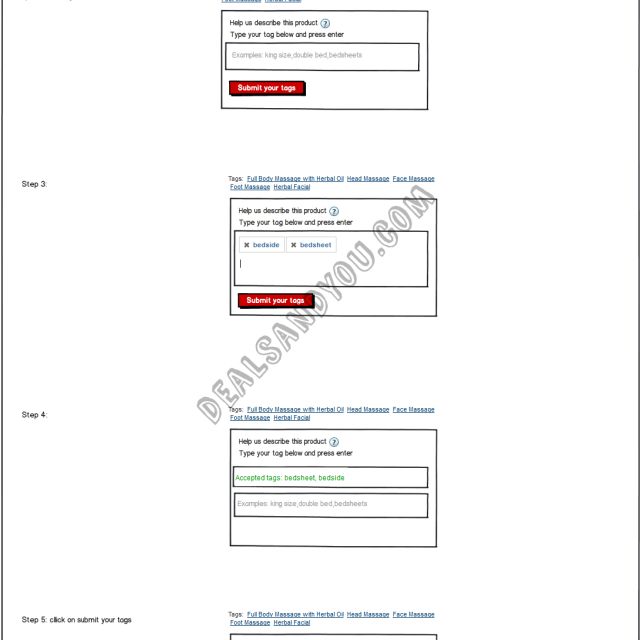 Foot Massage Herbal Facial
Help us describe this product ?
Type your tag below and press enter
Examples: king size,double bed,bedsheets
Submit your tags
Step 3:
Tags: Full Body Massage with Herbal Oil Head Massage Face Massage
Foot Massage Herbal Facial
Help us describe this product ?
Type your tag below and press enter
✖ bedside ✖ bedsheet
Submit your tags
DEALSANDYOU.COM
Step 4:
Tags: Full Body Massage with Herbal Oil Head Massage Face Massage
Foot Massage Herbal Facial
Help us describe this product ?
Type your tag below and press enter
Accepted tags: bedsheet, bedside
Examples: king size,double bed,bedsheets
Step 5: click on submit your tags
Tags: Full Body Massage with Herbal Oil Head Massage Face Massage
Foot Massage Herbal Facial